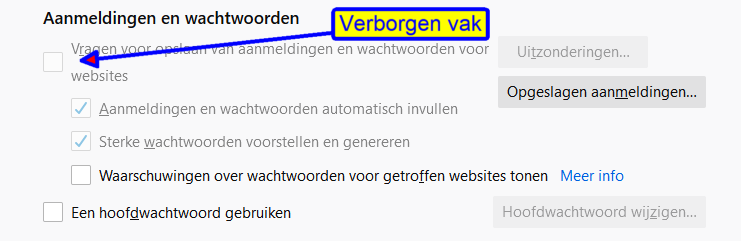 Aanmeldingen en wachtwoorden
Verborgen vak
Vragen voor opslaan van aanmeldingen en wachtwoorden voor
websites
Uitzonderingen...
Opgeslagen aanmeldingen...
Aanmeldingen en wachtwoorden automatisch invullen
Sterke wachtwoorden voorstellen en genereren
Waarschuwingen over wachtwoorden voor getroffen websites tonen Meer info
Een hoofdwachtwoord gebruiken
Hoofdwachtwoord wijzigen...